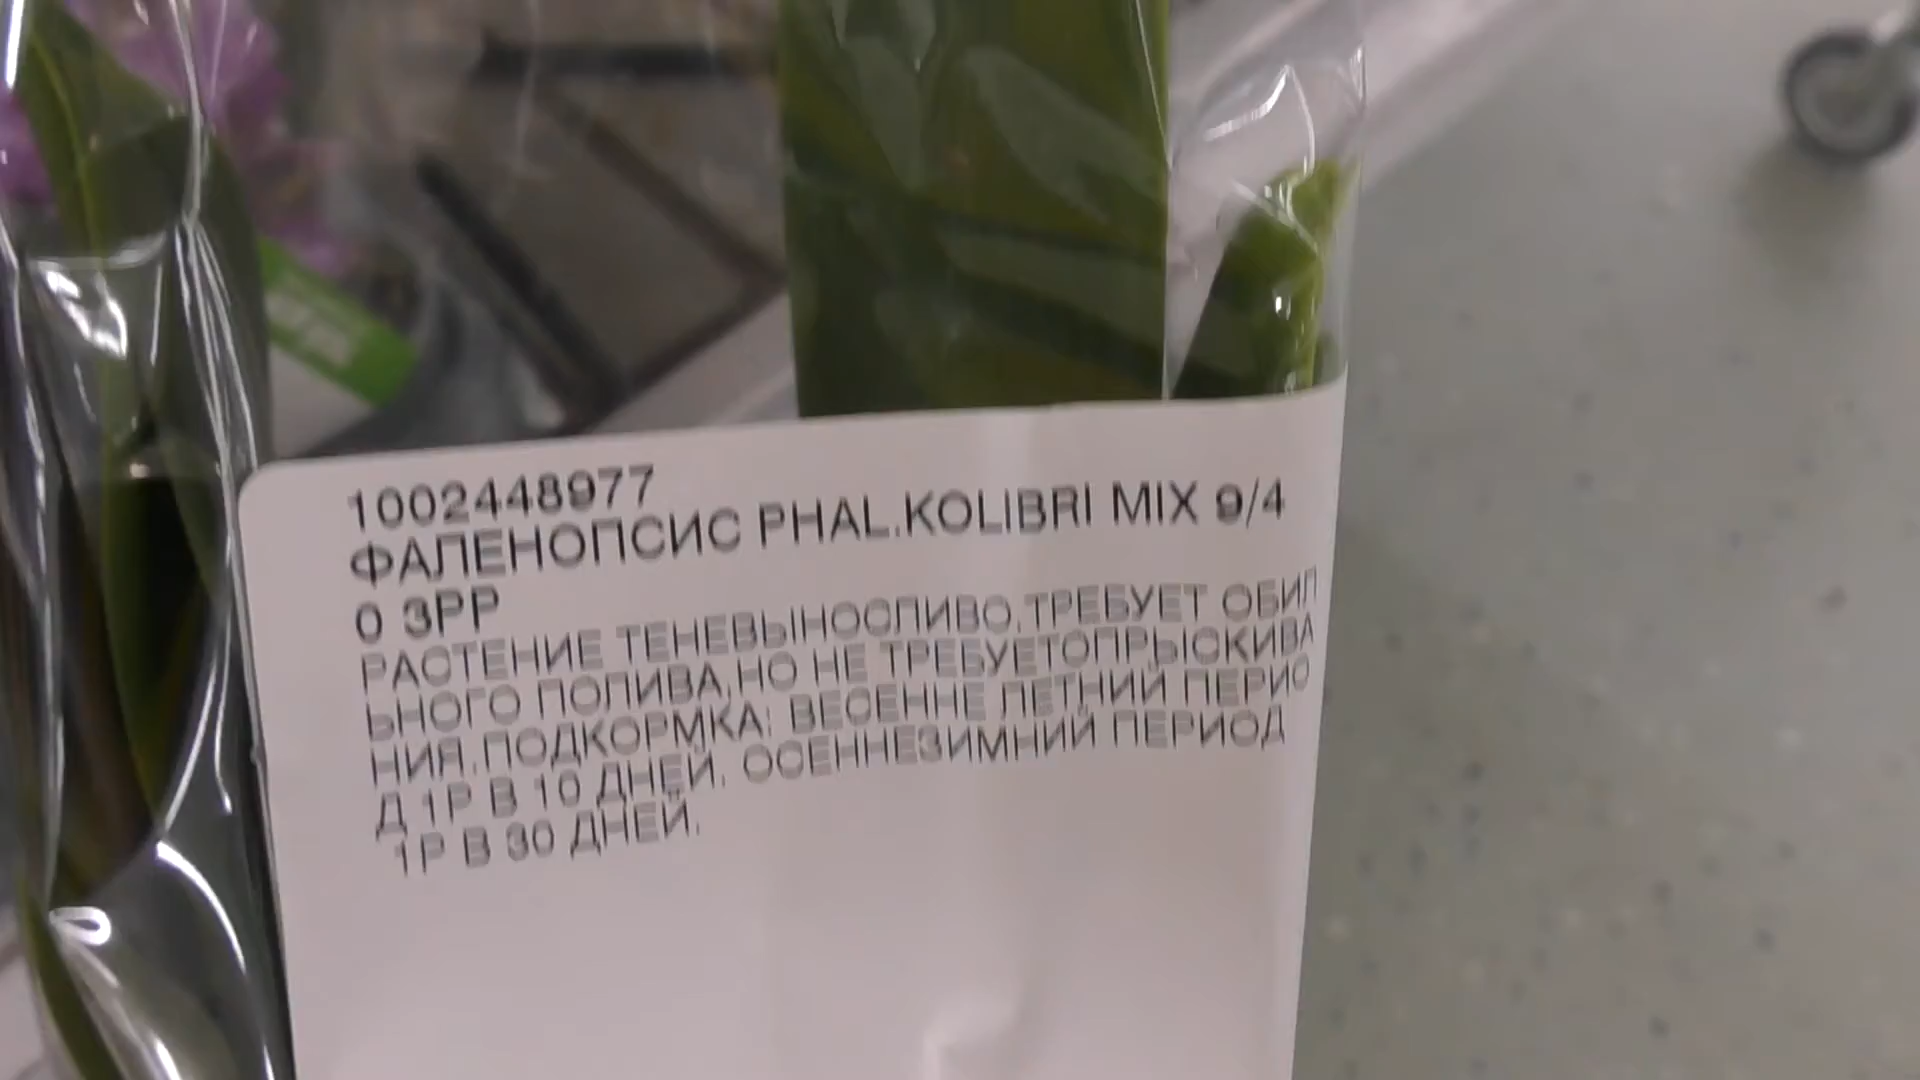 1002448977
ФАЛЕНОПСИС PHAL.KOLIBRI MIX 9/4
0 3PP
РАСТЕНИЕ ТЕНЕВЫНОСЛИВО,ТРЕБУЕТ ОБИЛ
ЬНОГО ПОЛИВА,НО НЕ ТРЕБУЕТОПРЫСКИВА
НИЯ.ПОДКОРМКА: ВЕСЕННЕ ЛЕТНИЙ ПЕРИО
Д 1Р В 10 ДНЕЙ. ОСЕННЕЗИМНИЙ ПЕРИОД
1Р В 30 ДНЕЙ.